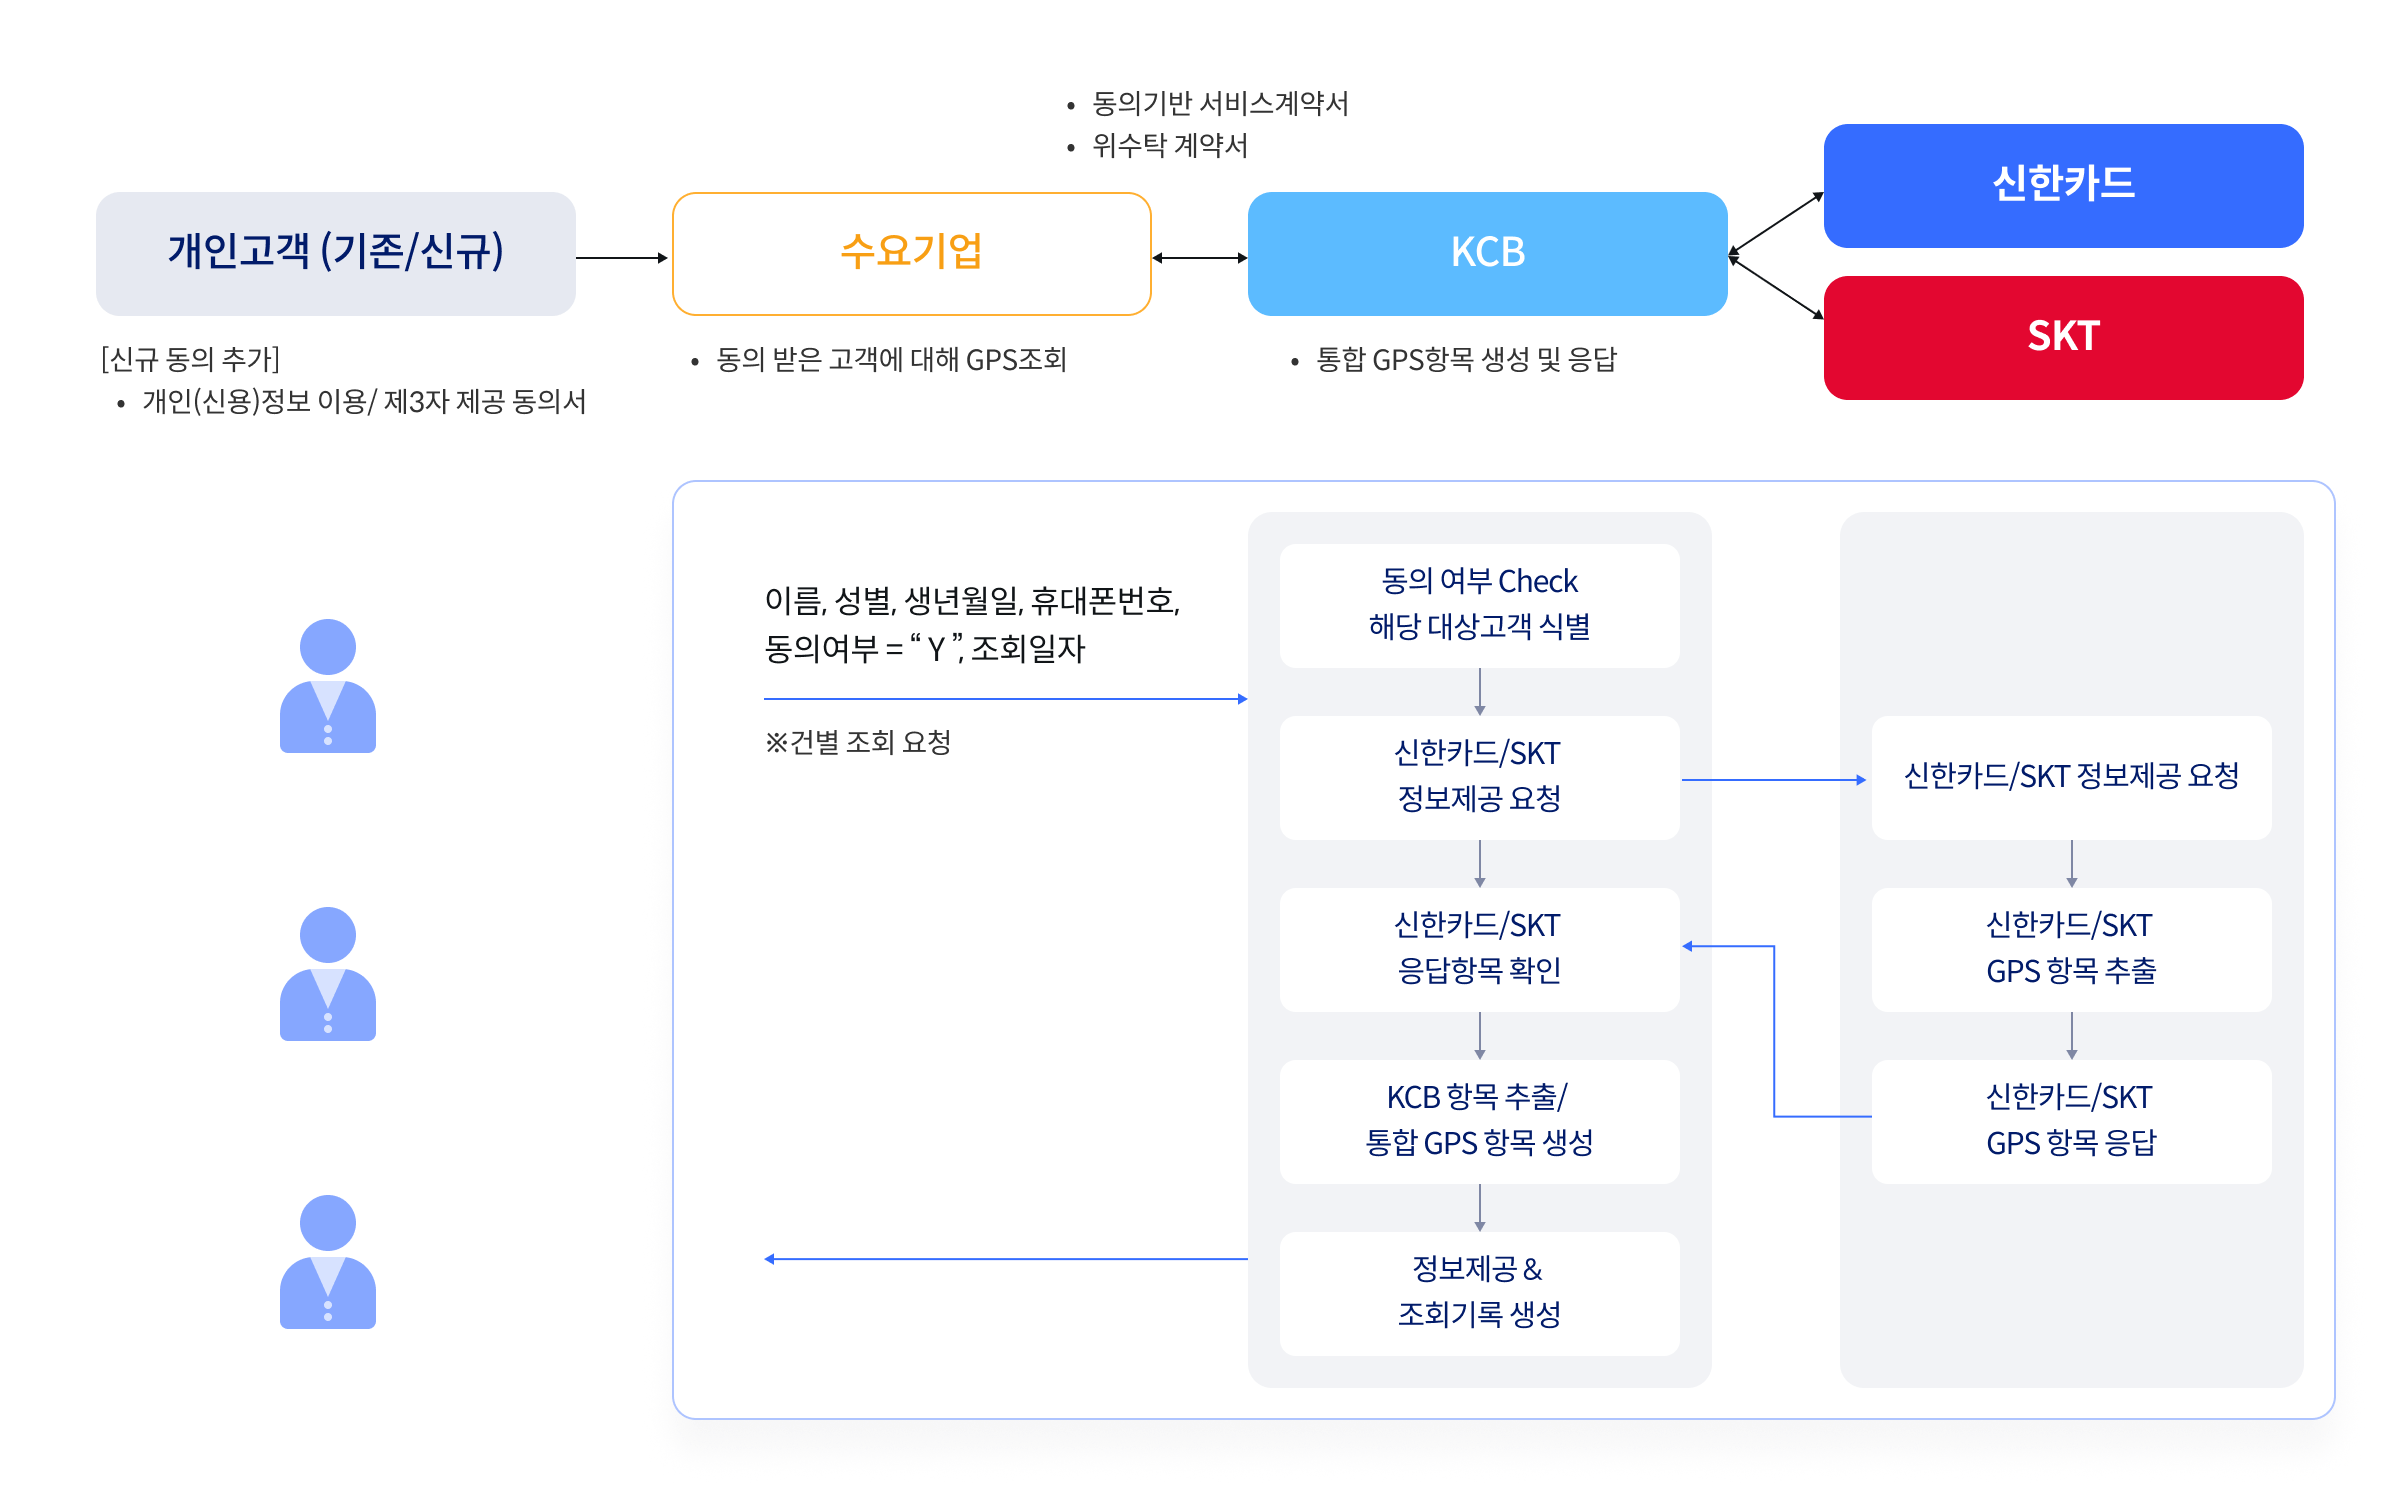 • 동의기반 서비스계약서
• 위수탁 계약서
개인고객 (기존/신규)
수요기업
KCB
신한카드
SKT
[신규 동의 추가]
• 개인(신용)정보 이용/ 제3자 제공 동의서
• 동의 받은 고객에 대해 GPS조회
• 통합 GPS항목 생성 및 응답
이름, 성별, 생년월일, 휴대폰번호,
동의여부 = “ Y ”, 조회일자
※건별 조회 요청
동의 여부 Check
해당 대상고객 식별
신한카드/SKT
정보제공 요청
신한카드/SKT
응답항목 확인
KCB 항목 추출/
통합 GPS 항목 생성
정보제공 &
조회기록 생성
신한카드/SKT 정보제공 요청
신한카드/SKT
GPS 항목 추출
신한카드/SKT
GPS 항목 응답